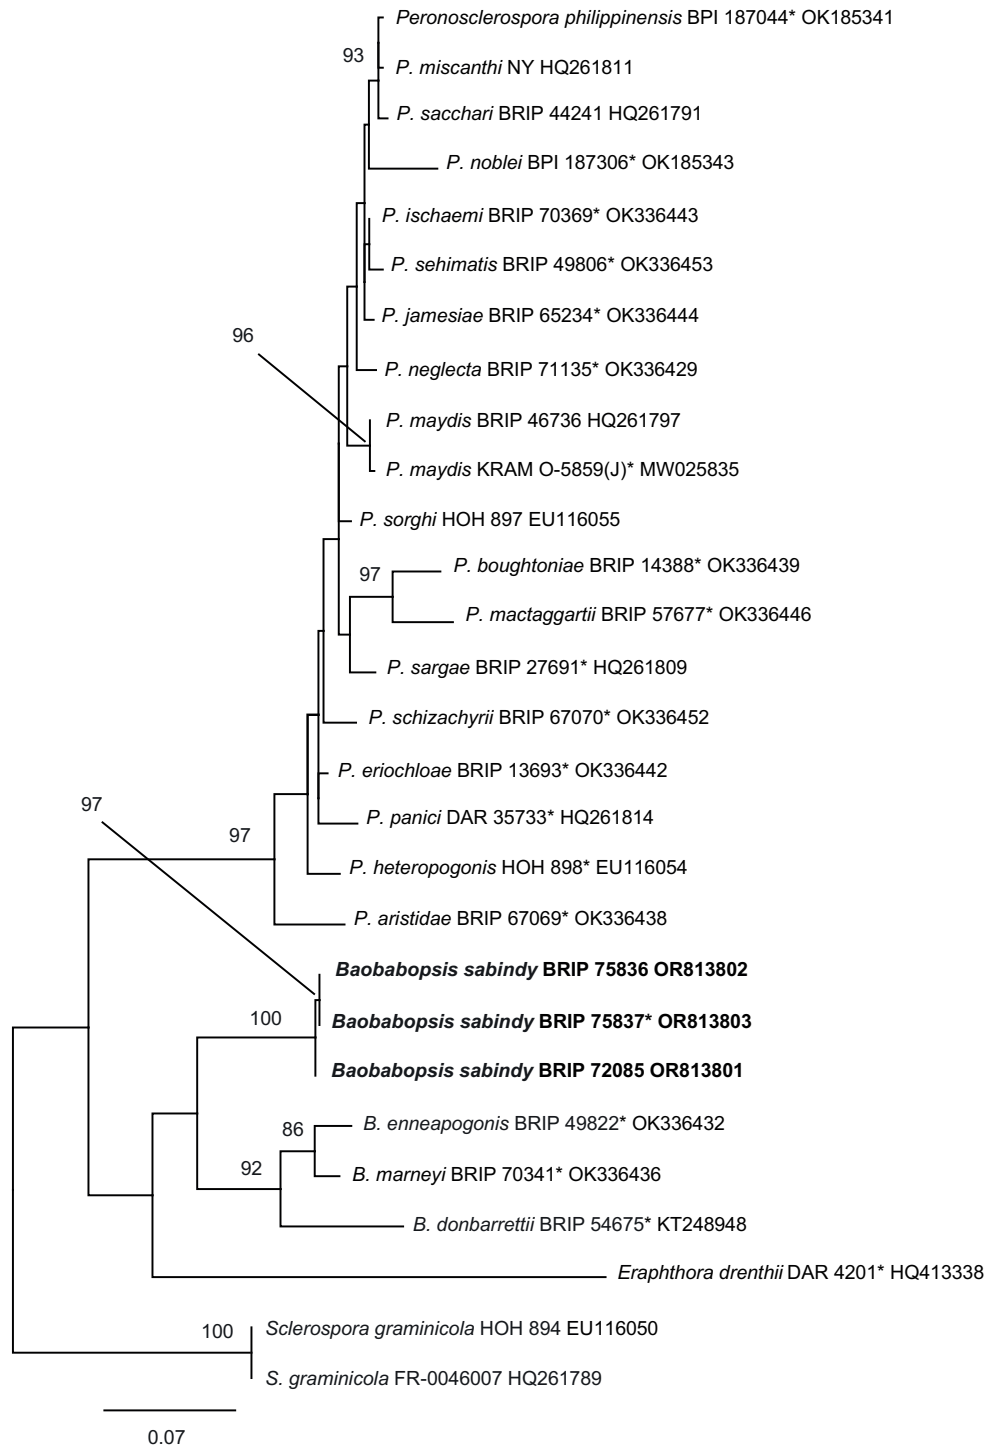 Peronosclerospora philippinensis BPI 187044* OK185341
93
P. miscanthi NY HQ261811
P. sacchari BRIP 44241 HQ261791
P. noblei BPI 187306* OK185343
P. ischaemi BRIP 70369* OK336443
P. sehimatis BRIP 49806* OK336453
P. jamesiae BRIP 65234* OK336444
96
P. neglecta BRIP 71135* OK336429
P. maydis BRIP 46736 HQ261797
P. maydis KRAM O-5859(J)* MW025835
P. sorghi HOH 897 EU116055
P. boughtoniae BRIP 14388* OK336439
97
P. mactaggartii BRIP 57677* OK336446
P. sargae BRIP 27691* HQ261809
P. schizachyrii BRIP 67070* OK336452
P. eriochloae BRIP 13693* OK336442
97
P. panici DAR 35733* HQ261814
97
P. heteropogonis HOH 898* EU116054
P. aristidae BRIP 67069* OK336438
Baobabopsis sabindy BRIP 75836 OR813802
100
Baobabopsis sabindy BRIP 75837* OR813803
Baobabopsis sabindy BRIP 72085 OR813801
B. enneapogonis BRIP 49822* OK336432
86
92
B. marneyi BRIP 70341* OK336436
B. donbarrettii BRIP 54675* KT248948
Eraphthora drenthii DAR 4201* HQ413338
100
Sclerospora graminicola HOH 894 EU116050
S. graminicola FR-0046007 HQ261789
0.07